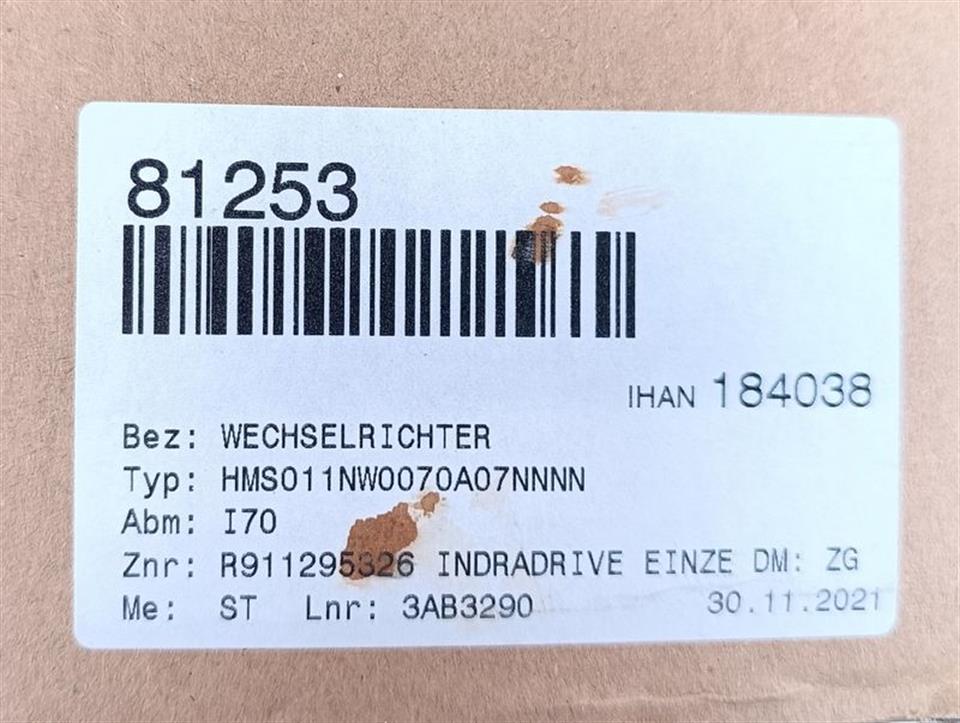 81253
IHAN 184038
Bez: WECHSELRICHTER
Typ: HMS011NW0070A07NNNN
Abm: I70
Znr: R911295326 INDRADRIVE EINZE DM: ZG
Me: ST Lnr: 3AB3290 30.11.2021